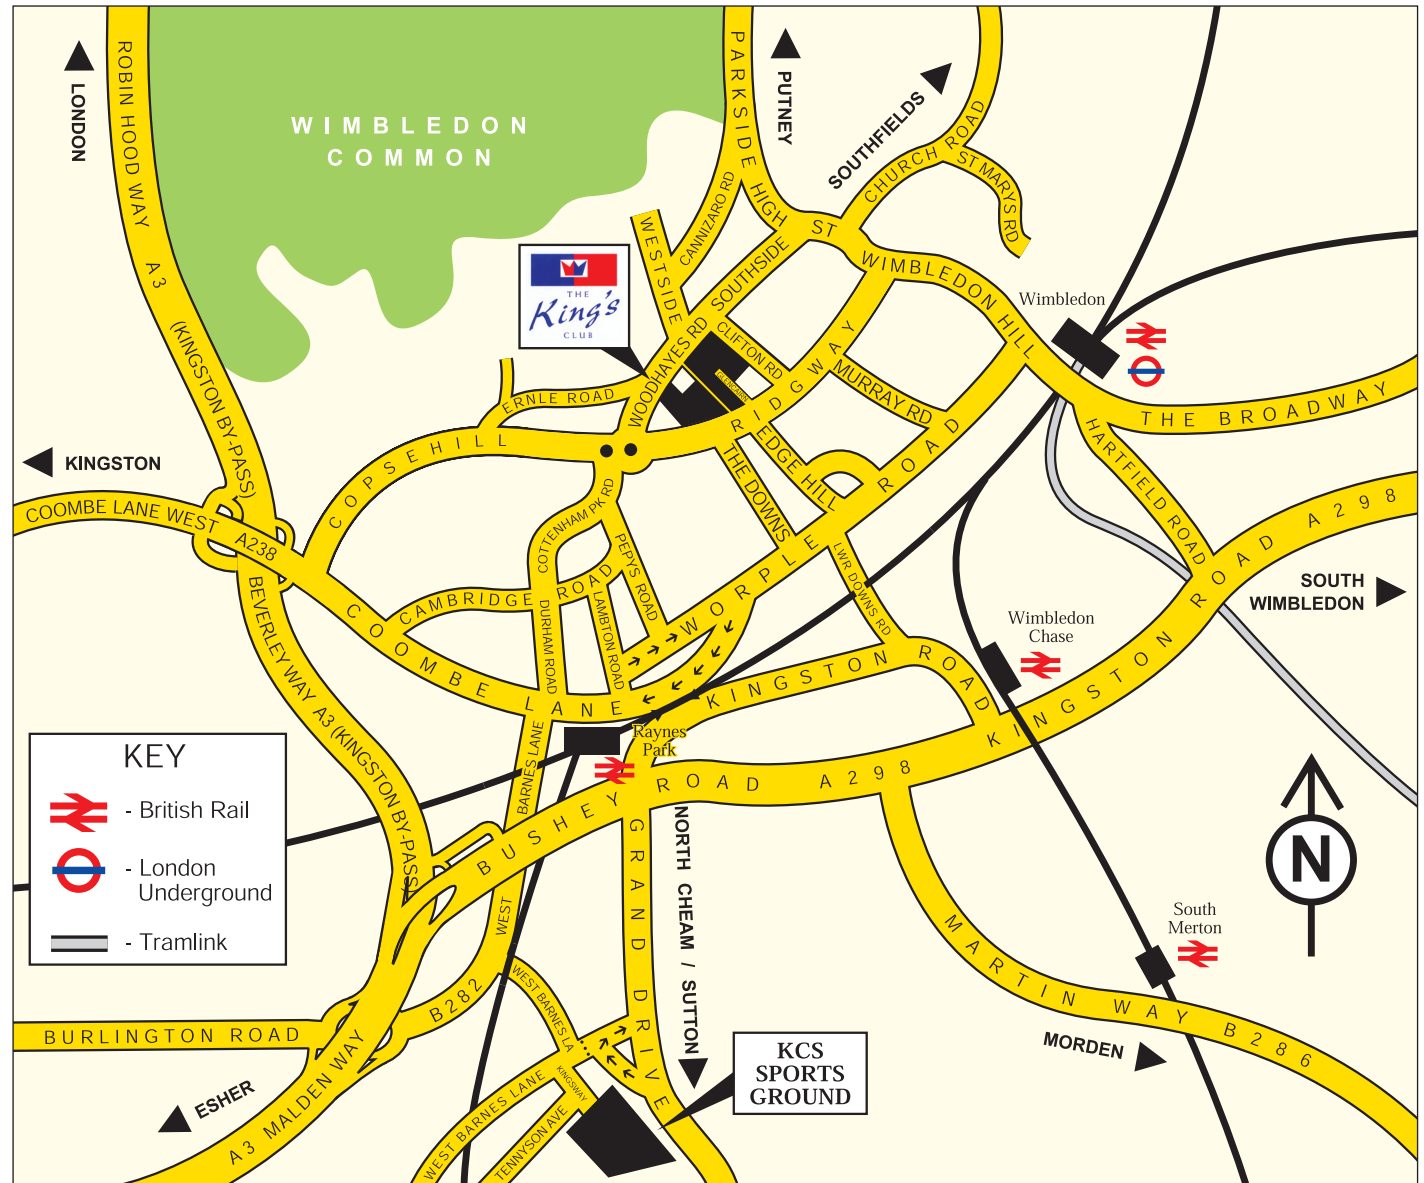 LONDON
ROBIN HOOD WAY A3 (KINGSTON BY-PASS)
WIMBLEDON
COMMON
PARKSIDE
PUTNEY
SOUTHFIELDS
CHURCH ROAD
ST MARYS RD
HIGH ST
CANNIZARO RD
WESTSIDE
SOUTHSIDE
WIMBLEDON HILL
Wimbledon
THE
King's
CLUB
WOODHAYES RD
CLIFTON RD
GLENCAIRN
RIDGWAY
MURRAY RD
THE BROADWAY
HARTFIELD ROAD
ERNLE ROAD
COPSEHILL
KINGSTON
COOMBE LANE WEST
A238
EDGE HILL
THE DOWNS
WORPLE ROAD
LWR DOWNS RD
COTTENHAM PK RD
PEPYS ROAD
CAMBRIDGE ROAD
LAMBTON ROAD
DURHAM ROAD
COOMBE LANE
BEVERLEY WAY A3 (KINGSTON BY-PASS)
KINGSTON ROAD A298
SOUTH
WIMBLEDON
Wimbledon
Chase
KINGSTON ROAD
Raynes
Park
BARNES LANE
WEST
BUSHEY ROAD A298
KEY
- British Rail
- London
Underground
- Tramlink
GRAND DRIVE
NORTH CHEAM / SUTTON
N
South
Merton
MARTIN WAY B286
MORDEN
B282
BURLINGTON ROAD
WEST BARNES LA
WEST BARNES LANE
KINGSWAY
TENNYSON AVE
KCS
SPORTS
GROUND
ESHER
A3 MALDEN WAY